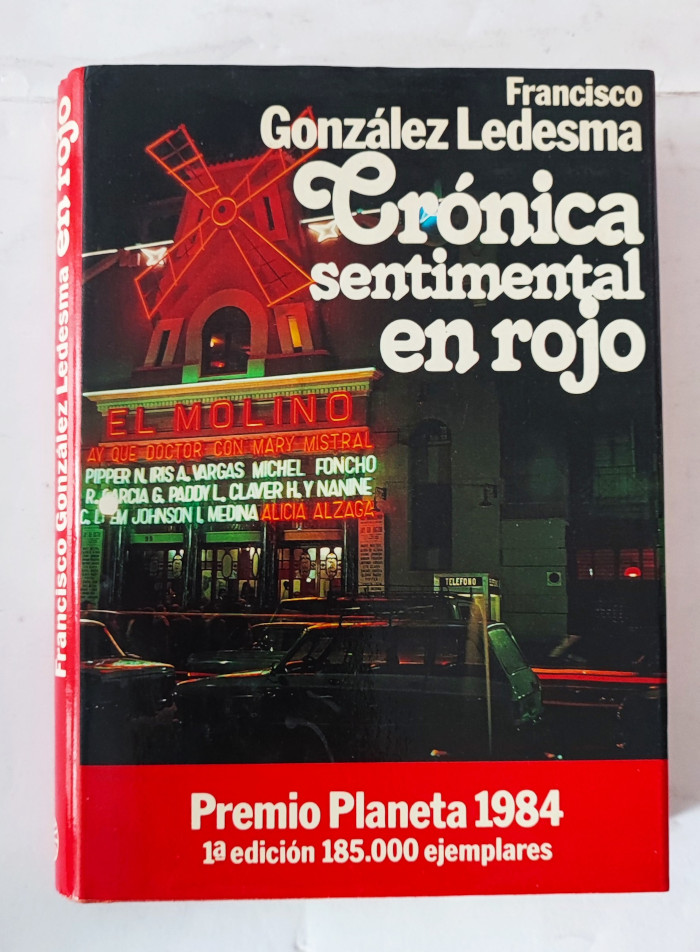 Francisco
González Ledesma
Crónica
sentimental
en rojo
EL MOLINO
AY QUE DOCTOR CON MARY MISTRAL
PIPPER N. IRIS A. VARGAS MICHEL FONCHO
R. GARCIA G. PADDY L. CLAVER H. Y NANINE
JOHNSON I. MEDINA ALICIA ALZAGA
TELEFONO
Premio Planeta 1984
1ª edición 185.000 ejemplares
Francisco González Ledesma en rojo